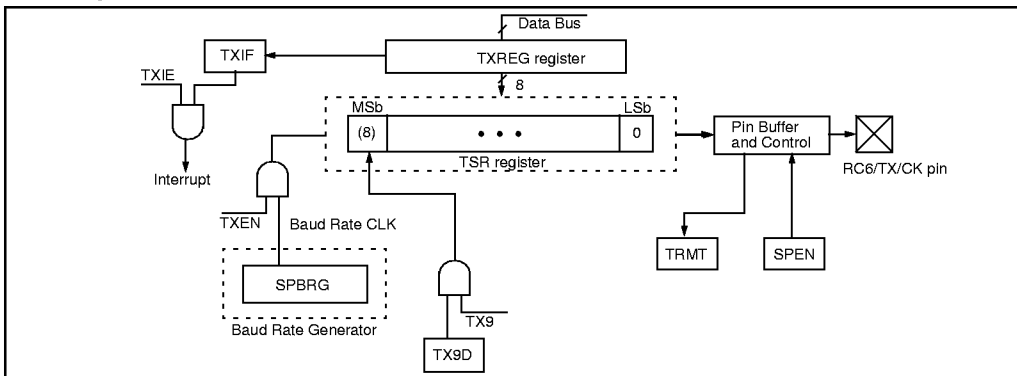 Data Bus
TXIF
TXREG register
TXIE
8
MSb
LSb
(8)
• • •
0
TSR register
Pin Buffer
and Control
Interrupt
RC6/TX/CK pin
TXEN
Baud Rate CLK
TRMT
SPEN
SPBRG
Baud Rate Generator
TX9
TX9D